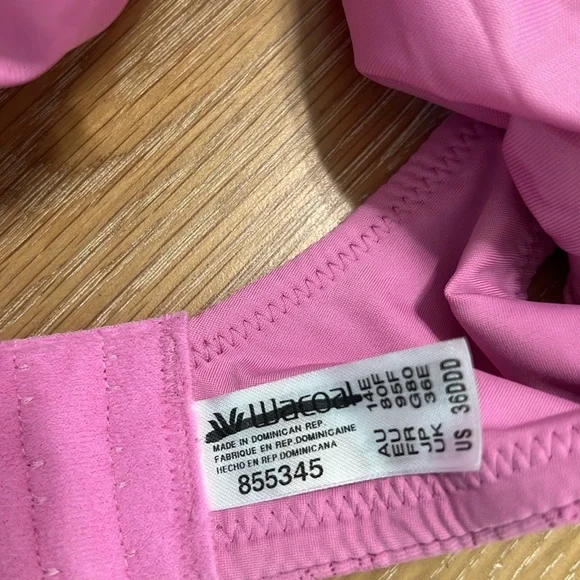 Wacoal
MADE IN DOMINICAN REP.
FABRIQUE EN REP. DOMINICAINE
HECHO EN REP. DOMINICANA
855345
AU 14E
ER 80F
FR 95F
JP G80
UK 36E
US 36DDD